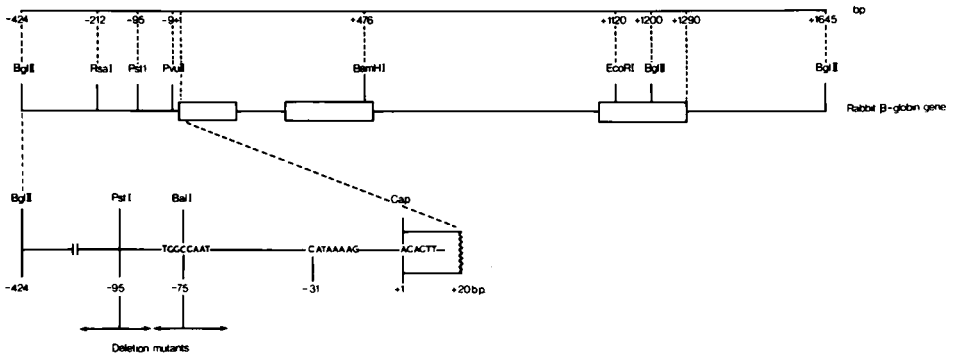 -424 -212 -95 -9 +1 +476 +1120 +1200 +1290 +1645 bp
BglII RsaI PstI PvuII BamHI EcoRI BglII BglII
Rabbit β-globin gene
BglII PstI BalI Cap
TGGCCAAT CATAAAAG ACACTT
-424 -95 -75 -31 +1 +20bp.
Deletion mutants